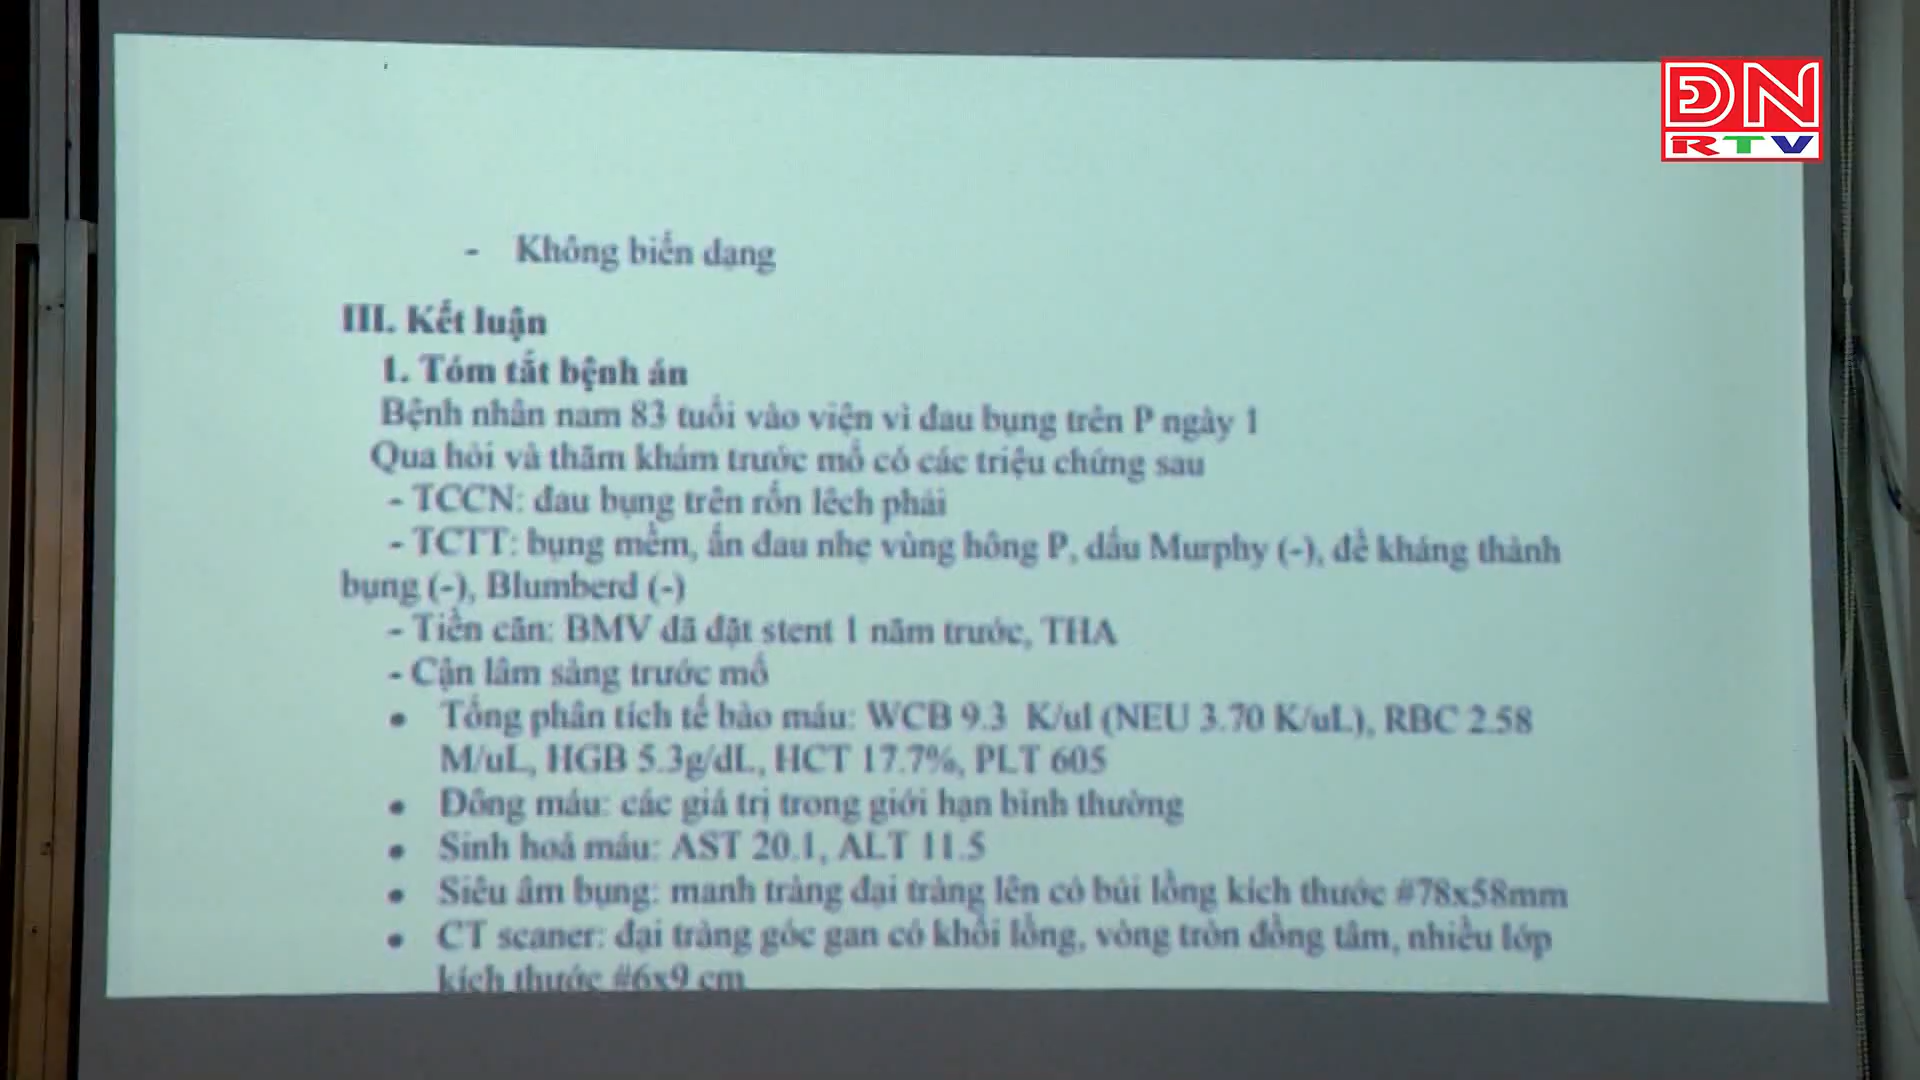 ĐN
RTV
- Không biến dạng
III. Kết luận
1. Tóm tắt bệnh án
Bệnh nhân nam 83 tuổi vào viện vì đau bụng trên P ngày 1
Qua hỏi và thăm khám trước mổ có các triệu chứng sau
- TCCN: đau bụng trên rốn lệch phải
- TCTT: bụng mềm, ấn đau nhẹ vùng hông P, dấu Murphy (-), đề kháng thành
bụng (-), Blumberd (-)
- Tiền căn: BMV đã đặt stent 1 năm trước, THA
- Cận lâm sàng trước mổ
• Tổng phân tích tế bào máu: WCB 9.3 K/ul (NEU 3.70 K/uL), RBC 2.58
M/uL, HGB 5.3g/dL, HCT 17.7%, PLT 605
• Đông máu: các giá trị trong giới hạn bình thường
• Sinh hoá máu: AST 20.1, ALT 11.5
• Siêu âm bụng: manh tràng đại tràng lên có búi lồng kích thước #78x58mm
• CT scaner: đại tràng góc gan có khối lồng, vòng tròn đồng tâm, nhiều lớp
kích thước #6x9 cm